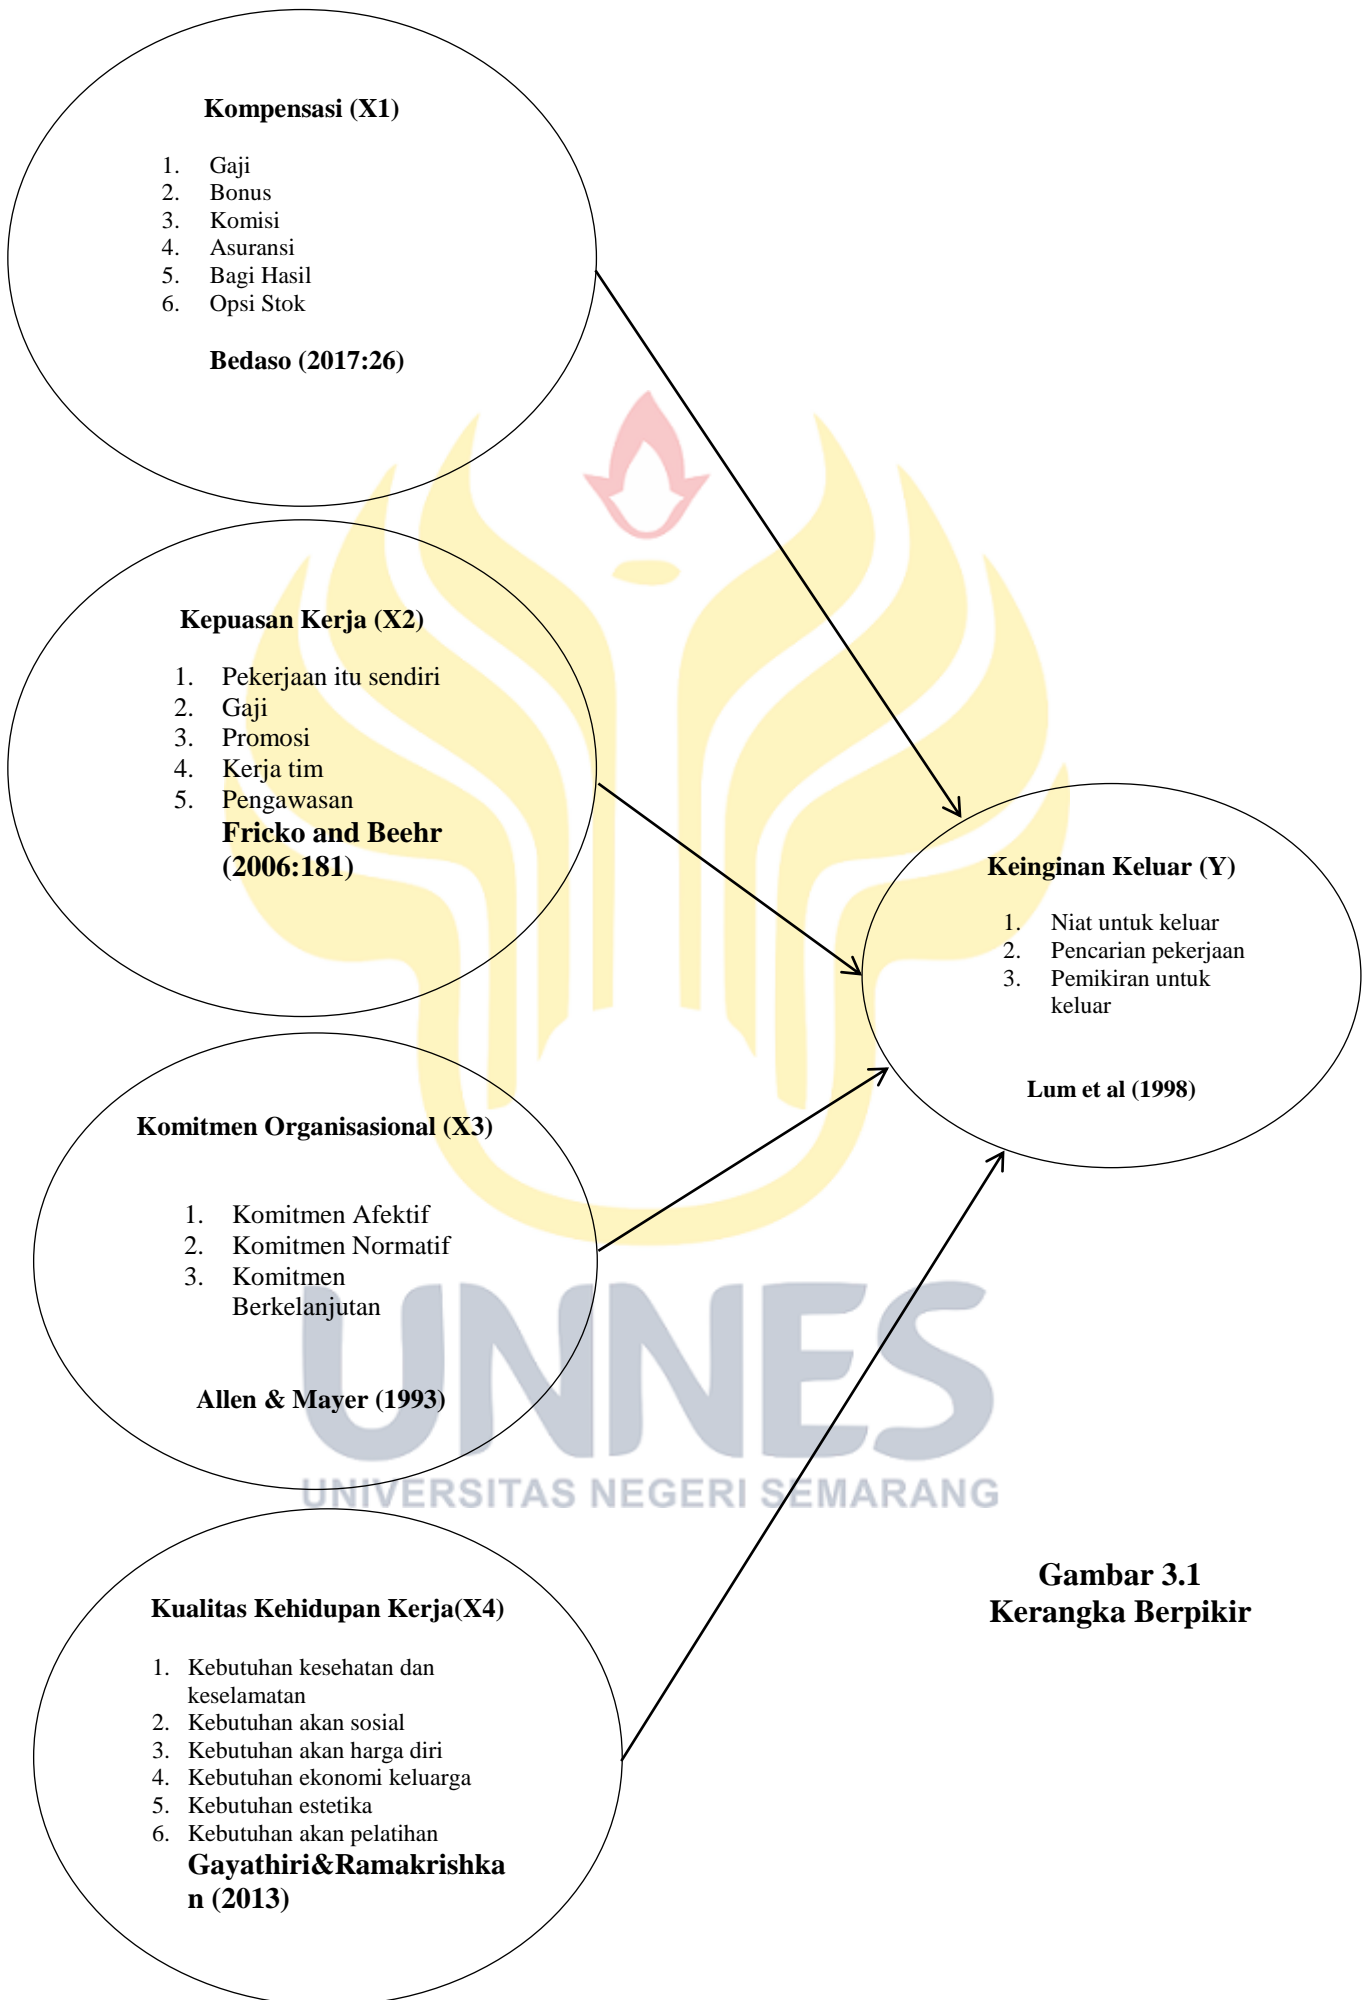 Kompensasi (X1)
1. Gaji
2. Bonus
3. Komisi
4. Asuransi
5. Bagi Hasil
6. Opsi Stok
Bedaso (2017:26)
Kepuasan Kerja (X2)
1. Pekerjaan itu sendiri
2. Gaji
3. Promosi
4. Kerja tim
5. Pengawasan
Fricko and Beehr
(2006:181)
Keinginan Keluar (Y)
1. Niat untuk keluar
2. Pencarian pekerjaan
3. Pemikiran untuk
keluar
Lum et al (1998)
Komitmen Organisasional (X3)
1. Komitmen Afektif
2. Komitmen Normatif
3. Komitmen
Berkelanjutan
Allen & Mayer (1993)
UNNES
UNIVERSITAS NEGERI SEMARANG
Kualitas Kehidupan Kerja(X4)
1. Kebutuhan kesehatan dan
keselamatan
2. Kebutuhan akan sosial
3. Kebutuhan akan harga diri
4. Kebutuhan ekonomi keluarga
5. Kebutuhan estetika
6. Kebutuhan akan pelatihan
Gayathiri&Ramakrishka
n (2013)
Gambar 3.1
Kerangka Berpikir